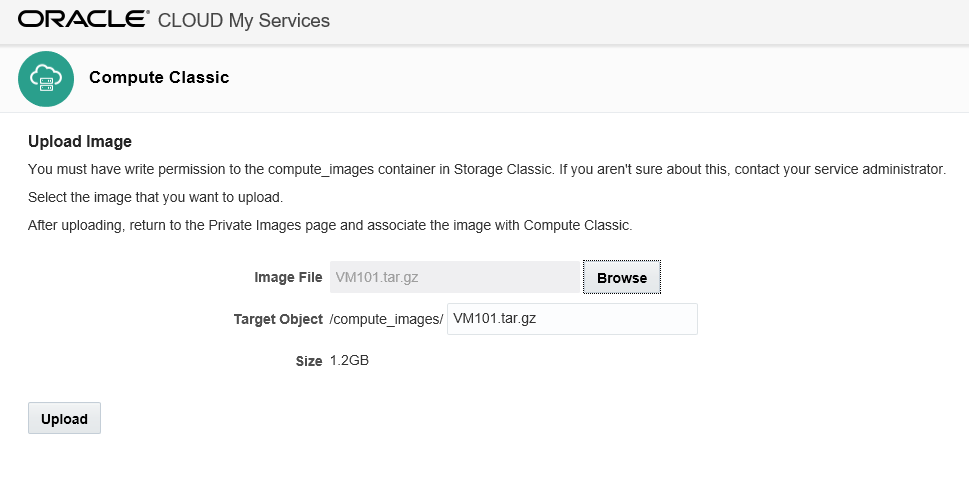 ORACLE® CLOUD My Services
Compute Classic
Upload Image
You must have write permission to the compute_images container in Storage Classic. If you aren't sure about this, contact your service administrator.
Select the image that you want to upload.
After uploading, return to the Private Images page and associate the image with Compute Classic.
Image File VM101.tar.gz Browse
Target Object /compute_images/ VM101.tar.gz
Size 1.2GB
Upload